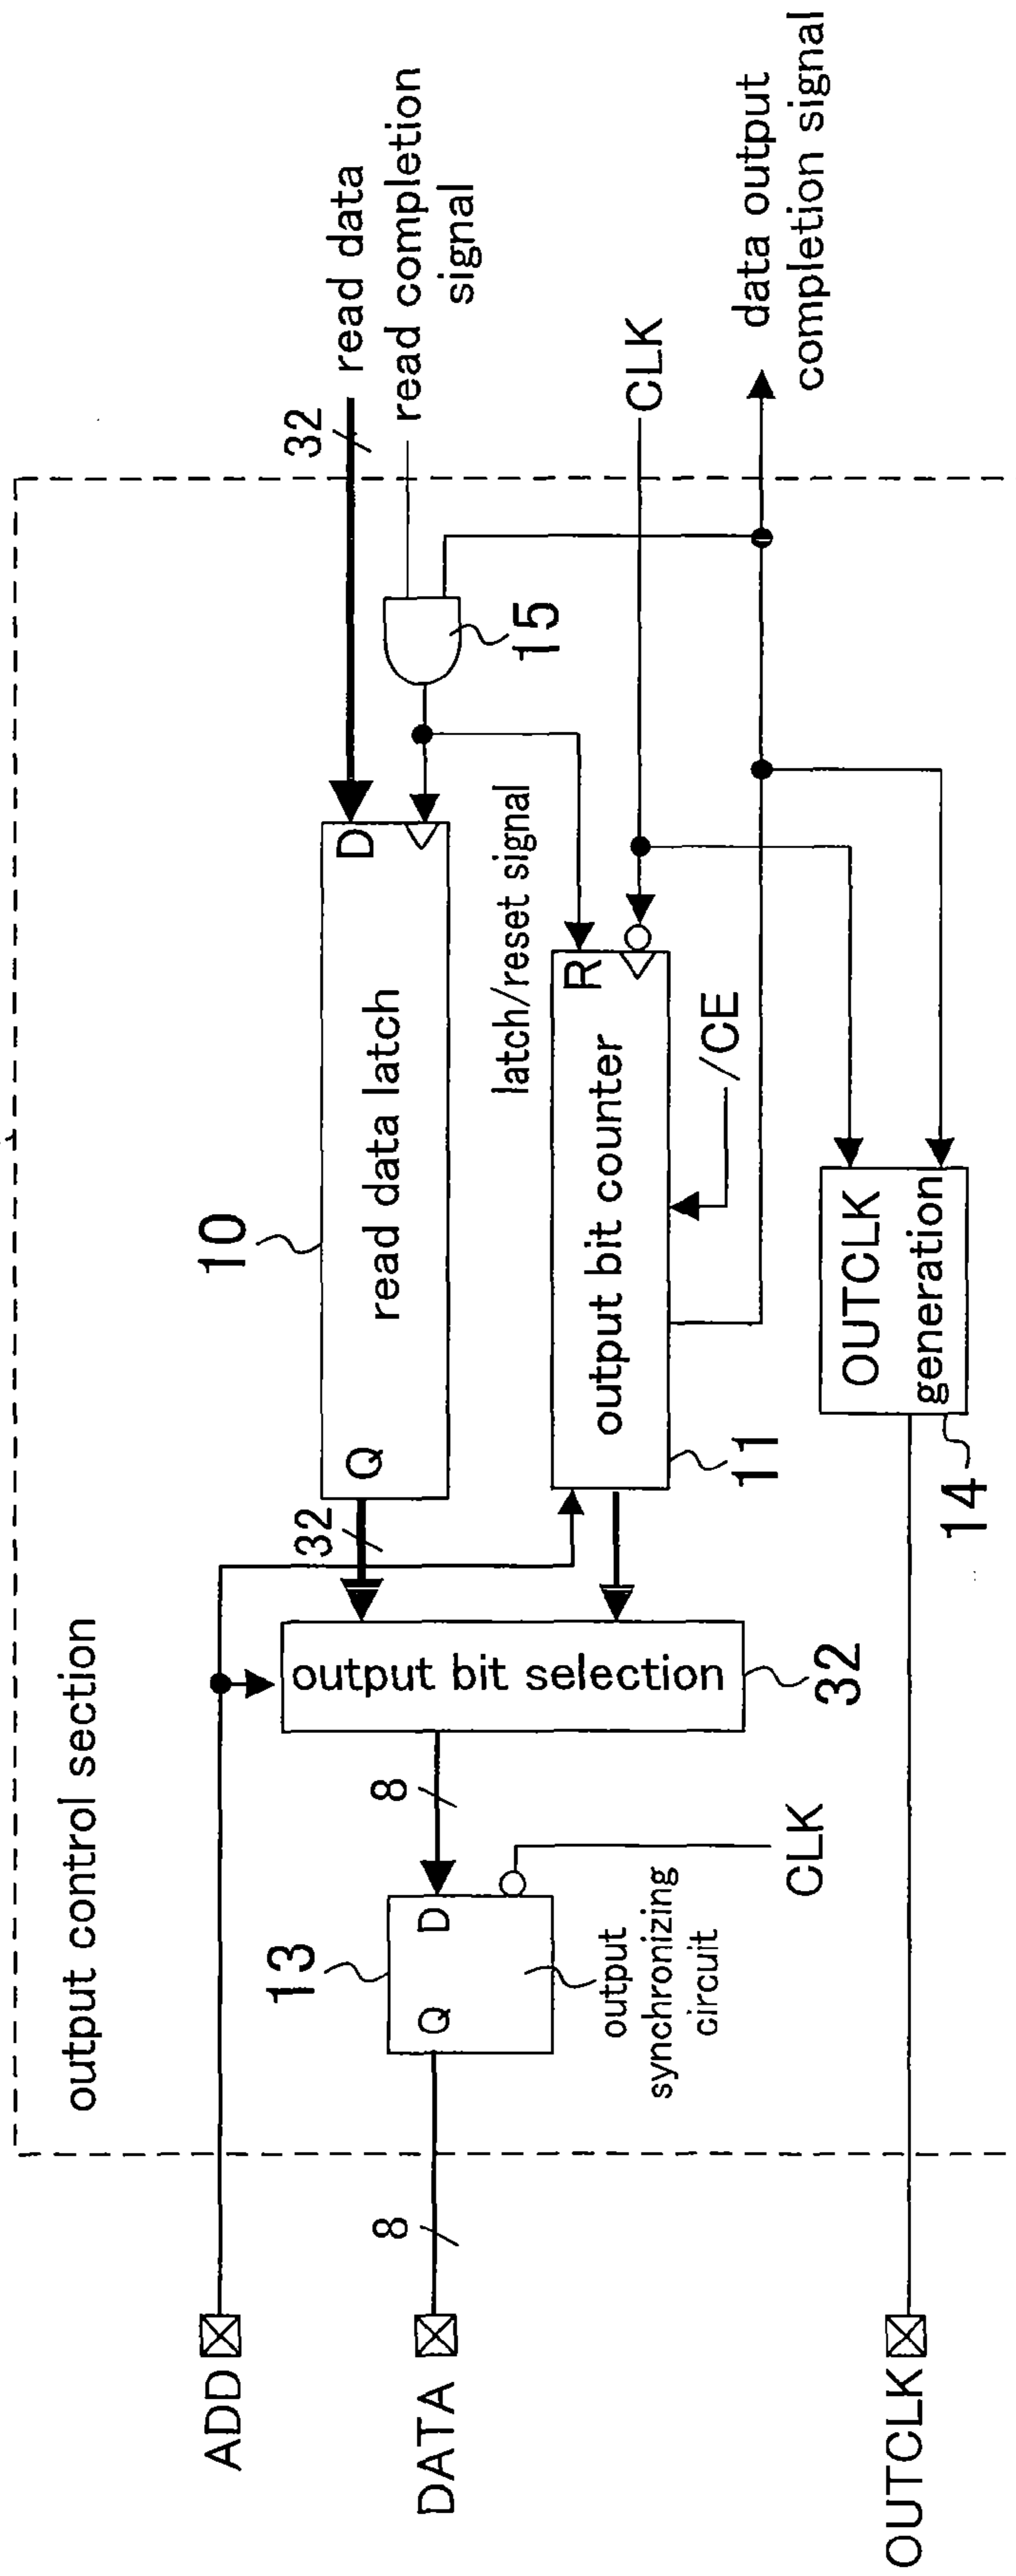 output control section
ADD
DATA
OUTCLK
8
13
Q
D
output
synchronizing
circuit
CLK
8
output bit selection
32
32
10
Q
read data latch
D
32
read data
read completion
signal
15
latch/reset signal
11
output bit counter
R
/CE
CLK
14
OUTCLK
generation
data output
completion signal